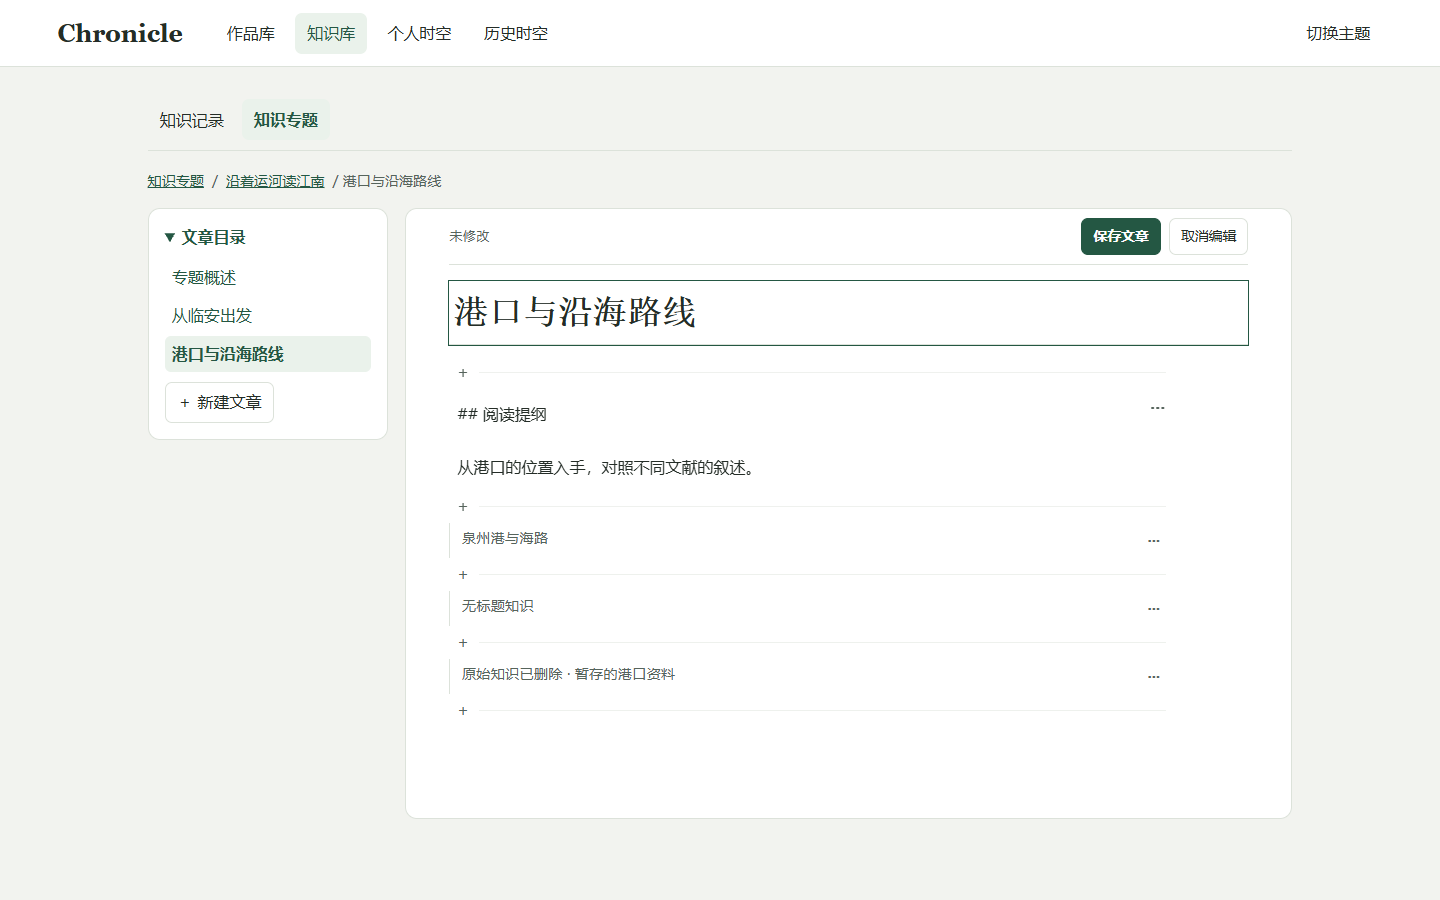 Chronicle 作品库 知识库 个人时空 历史时空 切换主题
知识记录 知识专题
知识专题 / 沿着运河读江南 / 港口与沿海路线
▼ 文章目录
专题概述
从临安出发
港口与沿海路线
+ 新建文章
未修改 保存文章 取消编辑
港口与沿海路线
+
## 阅读提纲 ...
从港口的位置入手，对照不同文献的叙述。
+
泉州港与海路 ...
+
无标题知识 ...
+
原始知识已删除 · 暂存的港口资料 ...
+